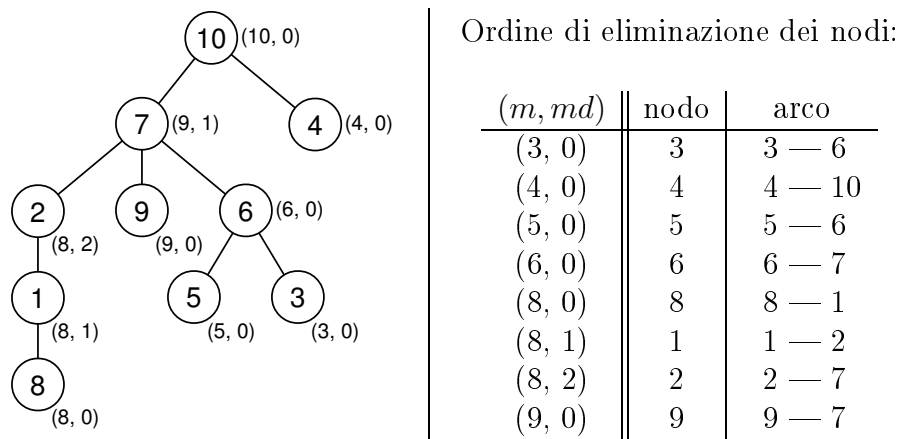 10 (10, 0)
7 (9, 1)
4 (4, 0)
2 (8, 2)
9 (9, 0)
6 (6, 0)
1 (8, 1)
5 (5, 0)
3 (3, 0)
8 (8, 0)
Ordine di eliminazione dei nodi:
(m, md) nodo arco
(3, 0) 3 3 — 6
(4, 0) 4 4 — 10
(5, 0) 5 5 — 6
(6, 0) 6 6 — 7
(8, 0) 8 8 — 1
(8, 1) 1 1 — 2
(8, 2) 2 2 — 7
(9, 0) 9 9 — 7